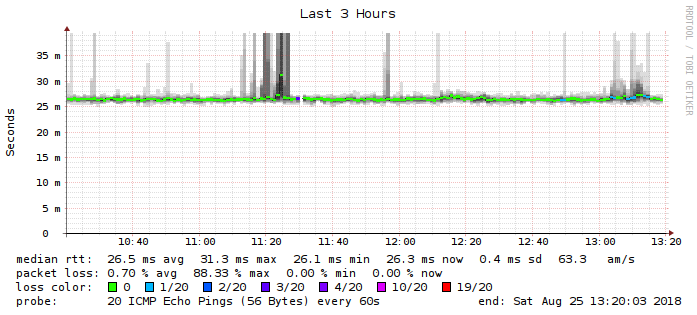 Last 3 Hours
RRDTOOL / TOBI OETIKER
Seconds
35 m
30 m
25 m
20 m
15 m
10 m
5 m
0
10:40 11:00 11:20 11:40 12:00 12:20 12:40 13:00 13:20
median rtt: 26.5 ms avg 31.3 ms max 26.1 ms min 26.3 ms now 0.4 ms sd 63.3 am/s
packet loss: 0.70 % avg 88.33 % max 0.00 % min 0.00 % now
loss color: 0 1/20 2/20 3/20 4/20 10/20 19/20
probe: 20 ICMP Echo Pings (56 Bytes) every 60s end: Sat Aug 25 13:20:03 2018